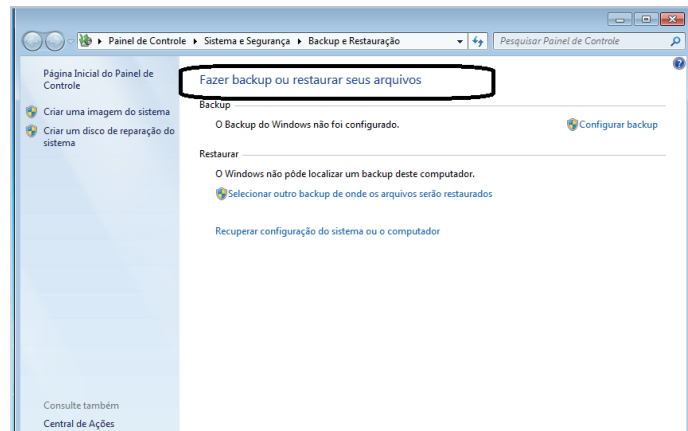 Painel de Controle Sistema e Segurança Backup e Restauração
Pesquisar Painel de Controle
Página Inicial do Painel de
Controle
Criar uma imagem do sistema
Criar um disco de reparação do
sistema
Fazer backup ou restaurar seus arquivos
Backup
O Backup do Windows não foi configurado.
Configurar backup
Restaurar
O Windows não pôde localizar um backup deste computador.
Selecionar outro backup de onde os arquivos serão restaurados
Recuperar configuração do sistema ou o computador
Consulte também
Central de Ações